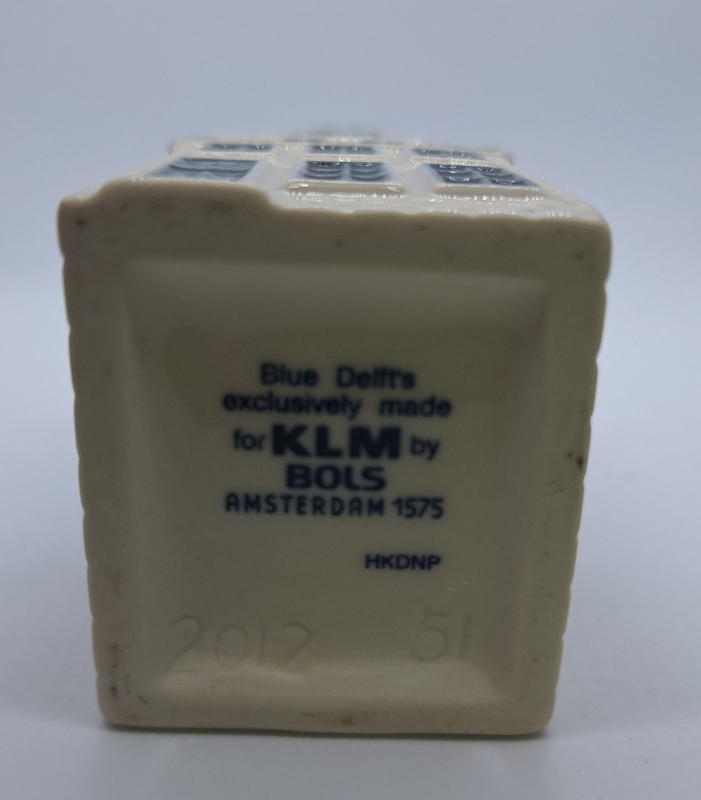 Blue Delft's
exclusively made
for KLM by
BOLS
AMSTERDAM 1575
HKDNP
2012 51